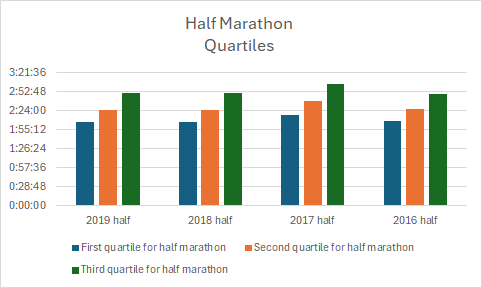 Half Marathon
Quartiles
3:21:36
2:52:48
2:24:00
1:55:12
1:26:24
0:57:36
0:28:48
0:00:00
2019 half 2018 half 2017 half 2016 half
First quartile for half marathon Second quartile for half marathon
Third quartile for half marathon